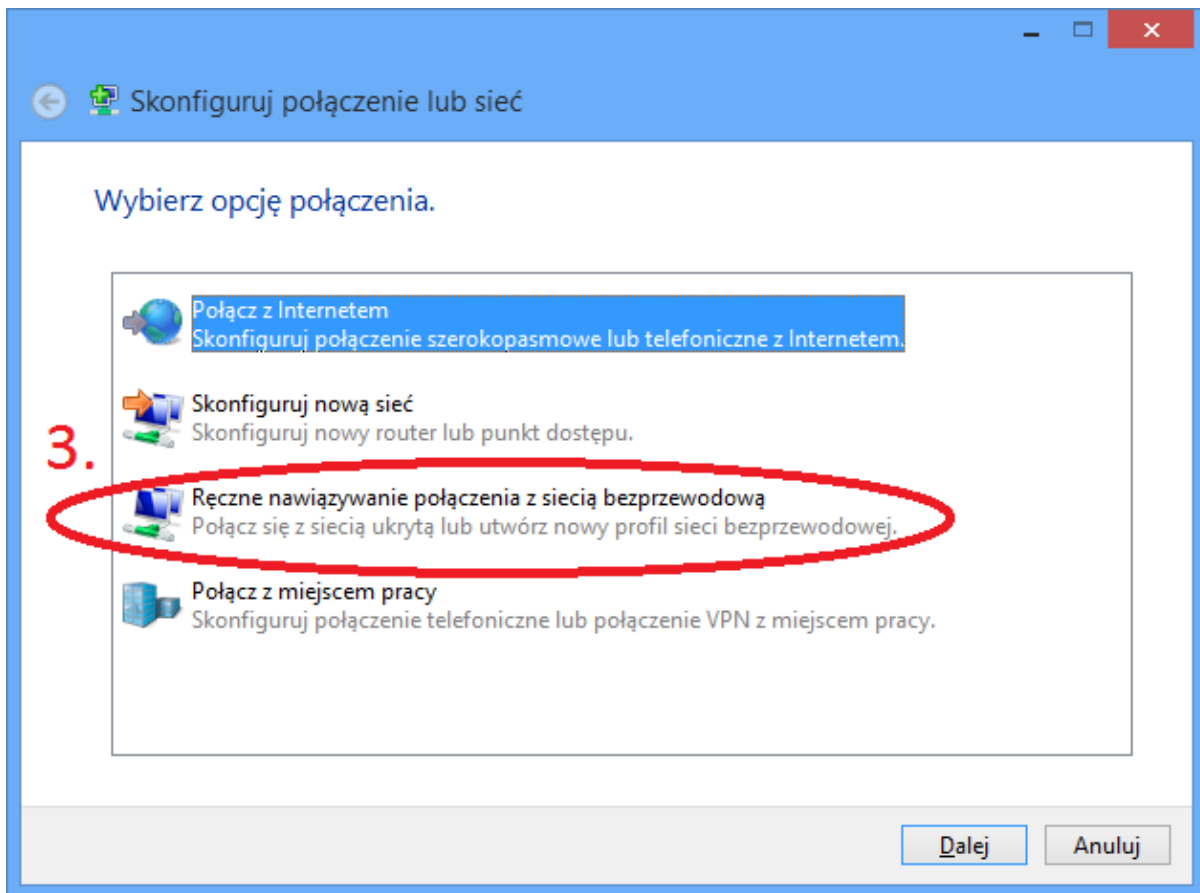 Skonfiguruj połączenie lub sieć
Wybierz opcję połączenia.
Połącz z Internetem
Skonfiguruj połączenie szerokopasmowe lub telefoniczne z Internetem.
Skonfiguruj nową sieć
Skonfiguruj nowy router lub punkt dostępu.
3.
Ręczne nawiązywanie połączenia z siecią bezprzewodową
Połącz się z siecią ukrytą lub utwórz nowy profil sieci bezprzewodowej.
Połącz z miejscem pracy
Skonfiguruj połączenie telefoniczne lub połączenie VPN z miejscem pracy.
Dalej Anuluj